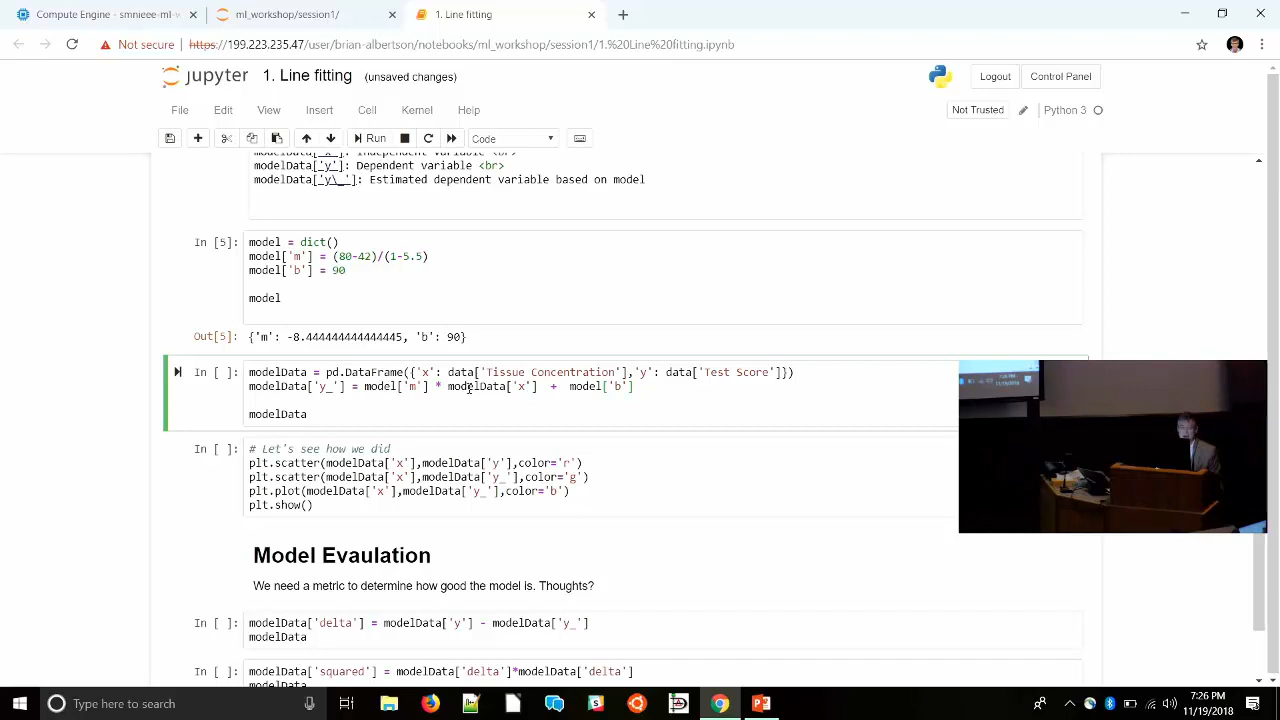 Compute Engine - smnieee-ml-w
ml_workshop/session1/
1. Line fitting
Not secure | https://199.223.235.47/user/brian-albertson/notebooks/ml_workshop/session1/1.%20Line%20fitting.ipynb
jupyter 1. Line fitting (unsaved changes)
Logout Control Panel
File Edit View Insert Cell Kernel Help
Not Trusted Python 3
Run Code
modelData['x']: Independent variable <br>
modelData['y']: Dependent variable <br>
modelData['y\_']: Estimated dependent variable based on model
In [5]: model = dict()
model['m'] = (80-42)/(1-5.5)
model['b'] = 90
model
Out[5]: {'m': -8.444444444444445, 'b': 90}
In [ ]: modelData = pd.DataFrame({'x': data['Tissue Concentration'],'y': data['Test Score']})
modelData['y_'] = model['m'] * modelData['x'] + model['b']
modelData
In [ ]: # Let's see how we did
plt.scatter(modelData['x'],modelData['y'],color='r')
plt.scatter(modelData['x'],modelData['y_'],color='g')
plt.plot(modelData['x'],modelData['y_'],color='b')
plt.show()
Model Evaulation
We need a metric to determine how good the model is. Thoughts?
In [ ]: modelData['delta'] = modelData['y'] - modelData['y_']
modelData
In [ ]: modelData['squared'] = modelData['delta']*modelData['delta']
modelData
Type here to search
7:26 PM
11/19/2018